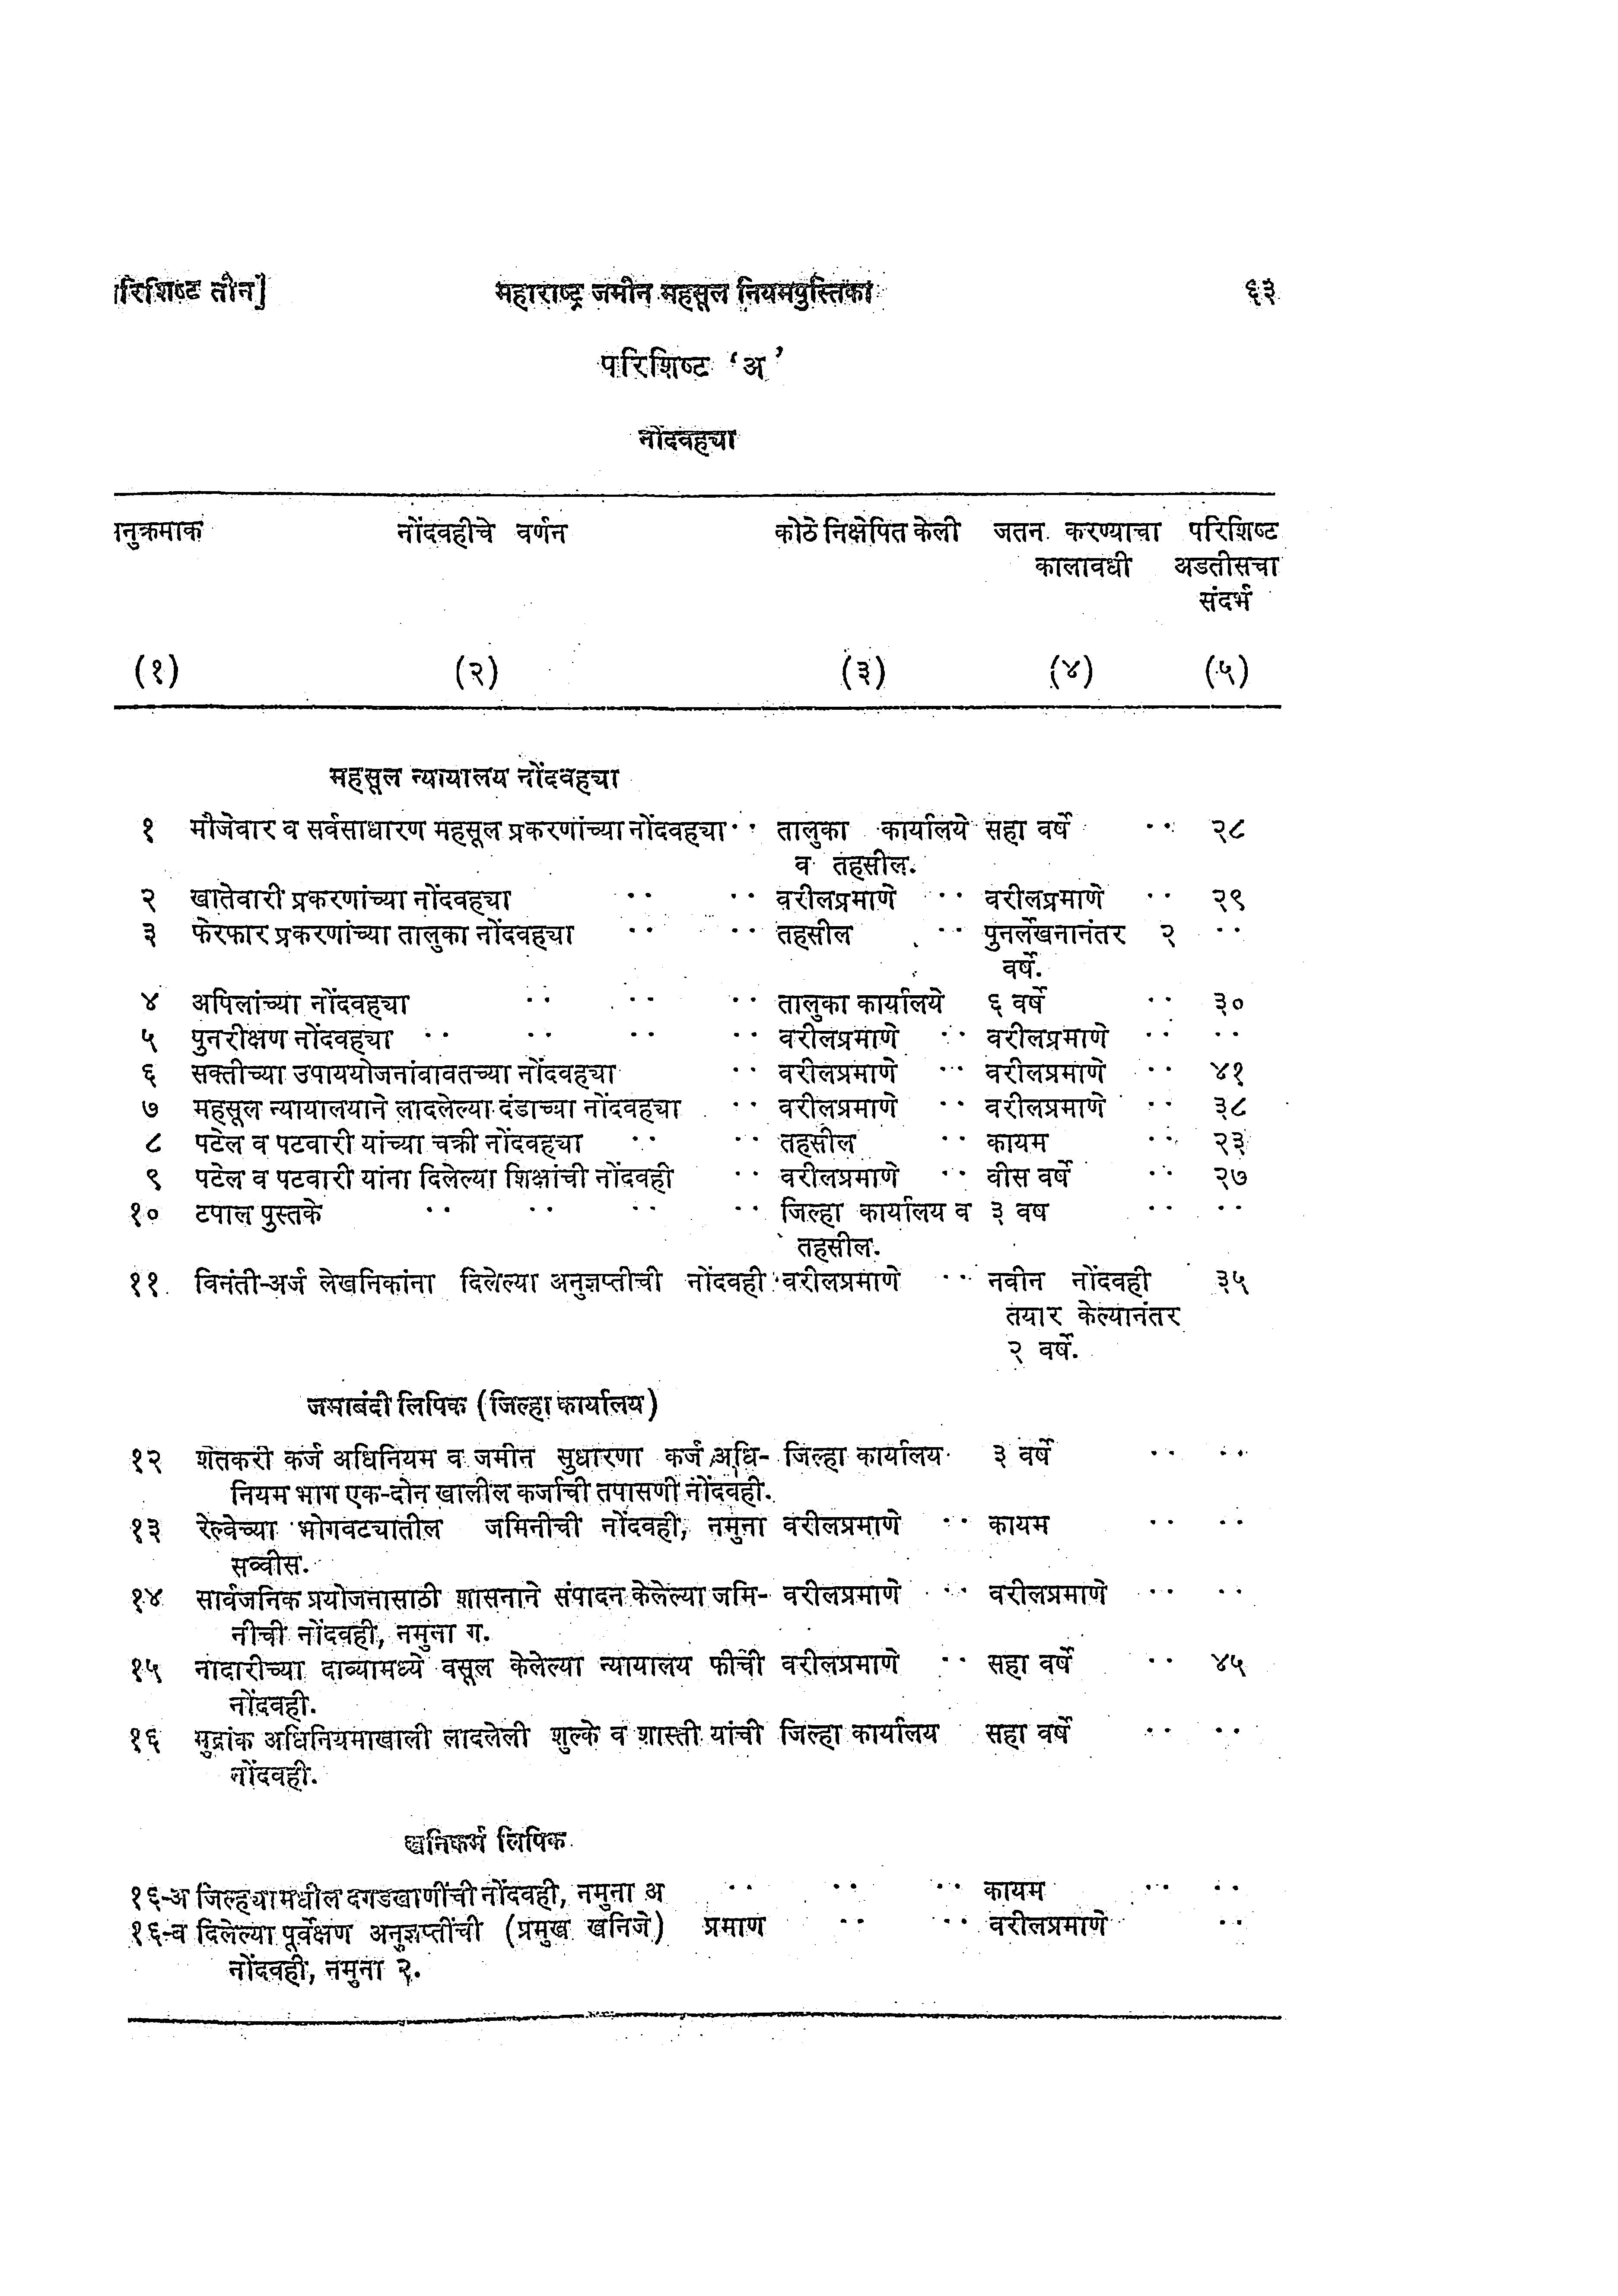 रिशिष्ट तीन] महाराष्ट्र जमीन महसूल नियमपुस्तिका ६३
परिशिष्ट ‘अ’
नोंदवह्या
नुक्रमाक नोंदवहीचे वर्णन कोठे निक्षेपित केली जतन करण्याचा परिशिष्ट
कालावधी अडतीसचा
संदर्भ
(१) (२) (३) (४) (५)
महसूल न्यायालय नोंदवह्या
१ मौजेवार व सर्वसाधारण महसूल प्रकरणांच्या नोंदवह्या .. तालुका कार्यालये सहा वर्षे .. २८
व तहसील.
२ खातेवारी प्रकरणांच्या नोंदवह्या .. .. वरीलप्रमाणे .. वरीलप्रमाणे .. २९
३ फेरफार प्रकरणांच्या तालुका नोंदवह्या .. .. तहसील .. पुनर्लेखनानंतर २ ..
वर्षे.
४ अपिलांच्या नोंदवह्या .. .. .. तालुका कार्यालये ६ वर्षे .. ३०
५ पुनरीक्षण नोंदवह्या .. .. .. .. वरीलप्रमाणे .. वरीलप्रमाणे .. ..
६ सक्तीच्या उपाययोजनांबाबतच्या नोंदवह्या .. वरीलप्रमाणे .. वरीलप्रमाणे .. ४१
७ महसूल न्यायालयाने लादलेल्या दंडाच्या नोंदवह्या .. वरीलप्रमाणे .. वरीलप्रमाणे .. ३८
८ पटेल व पटवारी यांच्या चक्री नोंदवह्या .. .. तहसील .. कायम .. २३
९ पटेल व पटवारी यांना दिलेल्या शिक्षांची नोंदवही .. वरीलप्रमाणे .. वीस वर्षे .. २७
१० टपाल पुस्तके .. .. .. .. जिल्हा कार्यालय व ३ वष .. ..
तहसील.
११ विनंती-अर्ज लेखनिकांना दिलेल्या अनुज्ञप्तीची नोंदवही वरीलप्रमाणे .. नवीन नोंदवही ३५
तयार केल्यानंतर
२ वर्षे.
जमाबंदी लिपिक (जिल्हा कार्यालय)
१२ शेतकरी कर्ज अधिनियम व जमीन सुधारणा कर्ज अधि- जिल्हा कार्यालय ३ वर्षे .. ..
नियम भाग एक-दोन खालील कर्जाची तपासणी नोंदवही.
१३ रेल्वेच्या भोगवट्यातील जमिनीची नोंदवही, नमुना वरीलप्रमाणे .. कायम .. ..
सव्वीस.
१४ सार्वजनिक प्रयोजनासाठी शासनाने संपादन केलेल्या जमि- वरीलप्रमाणे .. वरीलप्रमाणे .. ..
नीची नोंदवही, नमुना ग.
१५ नादारीच्या दाव्यामध्ये वसूल केलेल्या न्यायालय फीची वरीलप्रमाणे .. सहा वर्षे .. ४५
नोंदवही.
१६ मुद्रांक अधिनियमाखाली लादलेली शुल्के व शास्ती यांची जिल्हा कार्यालय सहा वर्षे .. ..
नोंदवही.
खनिकर्म लिपिक
१६-अ जिल्ह्यामधील दगडखाणींची नोंदवही, नमुना अ .. .. .. कायम .. ..
१६-ब दिलेल्या पूर्वेक्षण अनुज्ञप्तींची (प्रमुख खनिजे) प्रमाण .. .. वरीलप्रमाणे ..
नोंदवही, नमुना २.